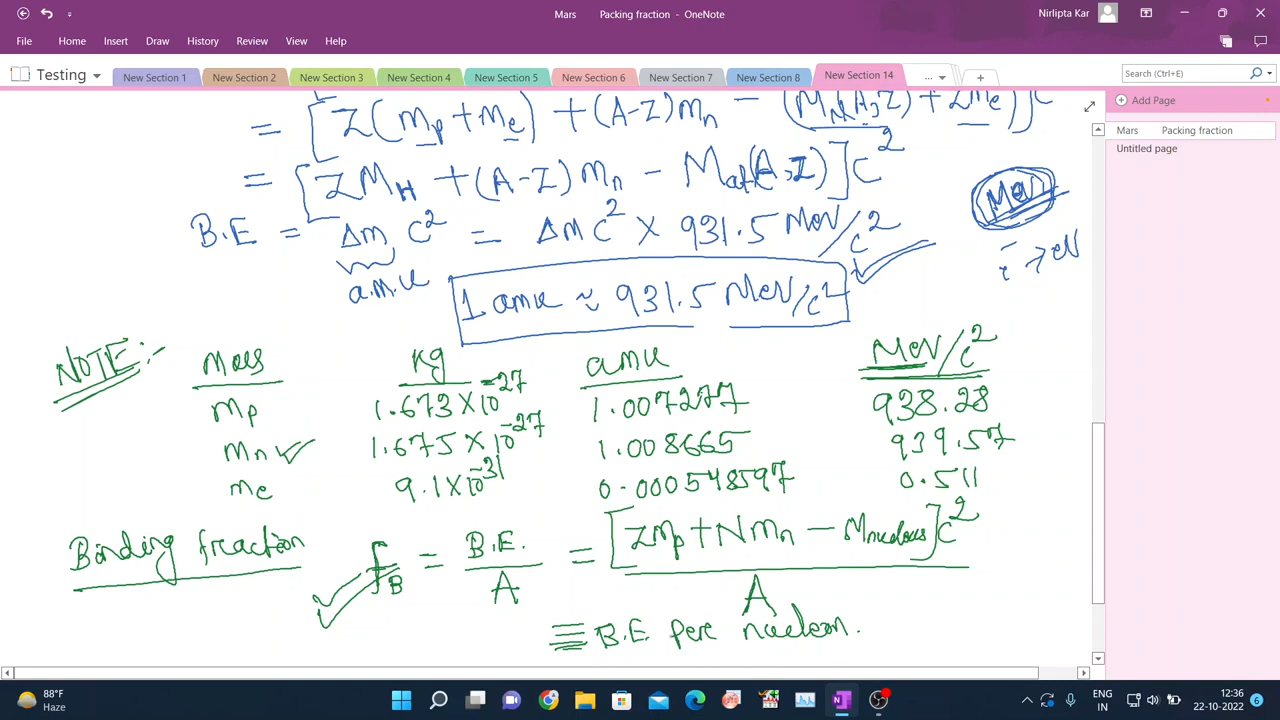 Mars Packing fraction - OneNote
Nirlipta Kar
File Home Insert Draw History Review View Help
Testing
New Section 1 New Section 2 New Section 3 New Section 4 New Section 5 New Section 6 New Section 7 New Section 8 New Section 14 ...
Search (Ctrl+E)
Add Page
Mars Packing fraction
Untitled page
= [Z(mp+me) + (A-Z)mn - (MN(A,Z) + Zme)]C
= [ZMH + (A-Z)mn - Mat(A,Z)]C²
MeV
B.E = Δm C² = Δmc² × 931.5 MeV/c²
→ eV
a.m.u
1 amu ≈ 931.5 MeV/c²
NOTE:- Mass Kg amu MeV/c²
Mp 1.673×10⁻²⁷ 1.007277 938.28
Mn 1.675×10⁻²⁷ 1.008665 939.57
me 9.1×10⁻³¹ 0.000548597 0.511
Binding fraction fB = B.E. / A = [ZMp+Nmn - Mnucleus]C² / A
≡ B.E. per nucleon.
88°F
Haze
ENG
IN
12:36
22-10-2022
6